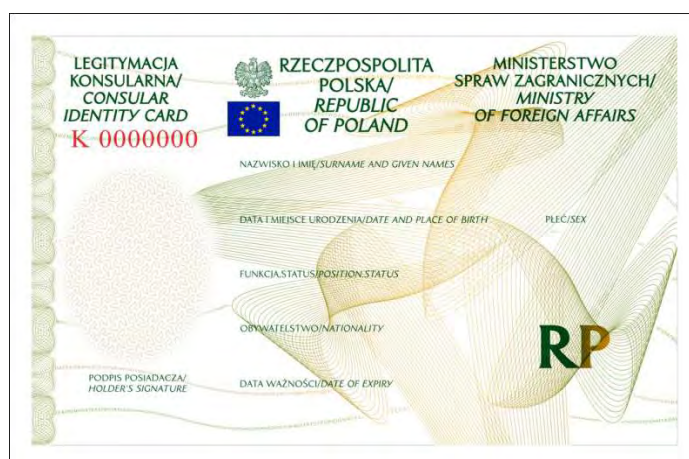 LEGITYMACJA
KONSULARNA/
CONSULAR
IDENTITY CARD
K 0000000
RZECZPOSPOLITA
POLSKA/
REPUBLIC
OF POLAND
MINISTERSTWO
SPRAW ZAGRANICZNYCH/
MINISTRY
OF FOREIGN AFFAIRS
NAZWISKO I IMIĘ/SURNAME AND GIVEN NAMES
DATA I MIEJSCE URODZENIA/DATE AND PLACE OF BIRTH
PŁEĆ/SEX
FUNKCJA,STATUS/POSITION,STATUS
OBYWATELSTWO/NATIONALITY
RP
PODPIS POSIADACZA/
HOLDER'S SIGNATURE
DATA WAŻNOŚCI/DATE OF EXPIRY